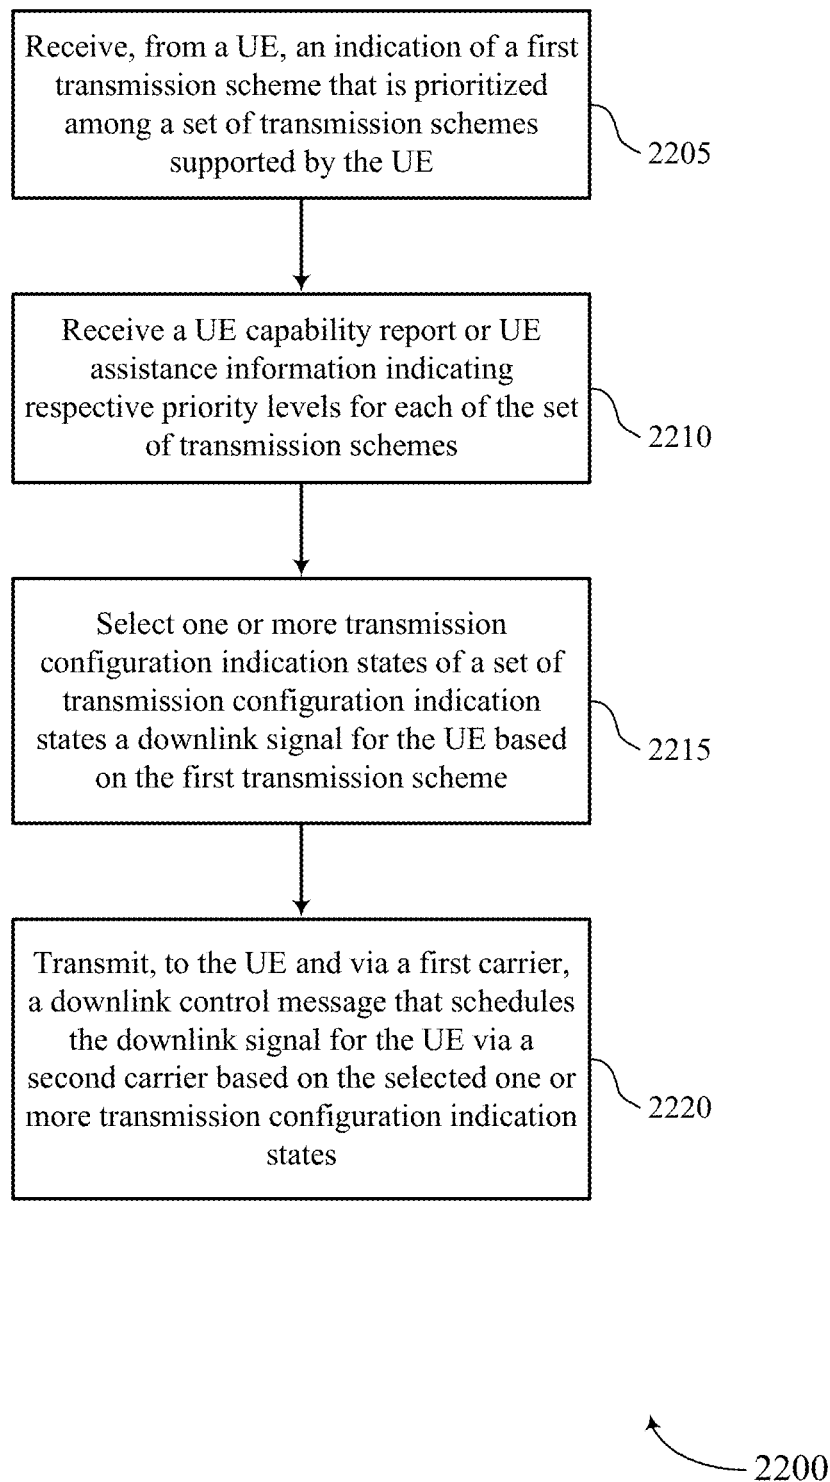 Receive, from a UE, an indication of a first
transmission scheme that is prioritized
among a set of transmission schemes
supported by the UE
2205
Receive a UE capability report or UE
assistance information indicating
respective priority levels for each of the set
of transmission schemes
2210
Select one or more transmission
configuration indication states of a set of
transmission configuration indication
states a downlink signal for the UE based
on the first transmission scheme
2215
Transmit, to the UE and via a first carrier,
a downlink control message that schedules
the downlink signal for the UE via a
second carrier based on the selected one or
more transmission configuration indication
states
2220
2200